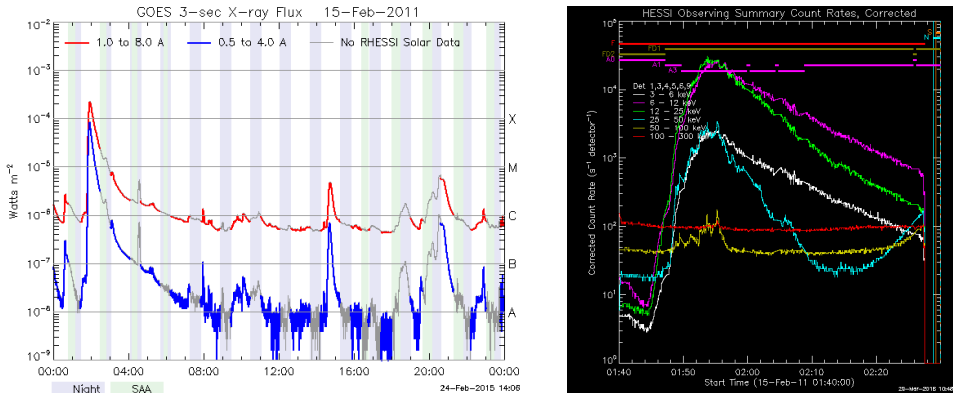 GOES 3-sec X-ray Flux 15-Feb-2011
1.0 to 8.0 A
0.5 to 4.0 A
No RHESSI Solar Data
10⁻²
10⁻³
10⁻⁴
10⁻⁵
10⁻⁶
10⁻⁷
10⁻⁸
10⁻⁹
Watts m⁻²
X
M
C
B
A
00:00 04:00 08:00 12:00 16:00 20:00 00:00
Night SAA
24-Feb-2015 14:06
HESSI Observing Summary Count Rates, Corrected
F
FD1
FD2
A0
A1
A3
S
N
Det 1,3,4,5,6,9
3 - 6 keV
6 - 12 keV
12 - 25 keV
25 - 50 keV
50 - 100 keV
100 - 300 keV
10⁵
10⁴
10³
10²
10¹
10⁰
Corrected Count Rate (s⁻¹ detector⁻¹)
01:40 01:50 02:00 02:10 02:20
Start Time (15-Feb-11 01:40:00)